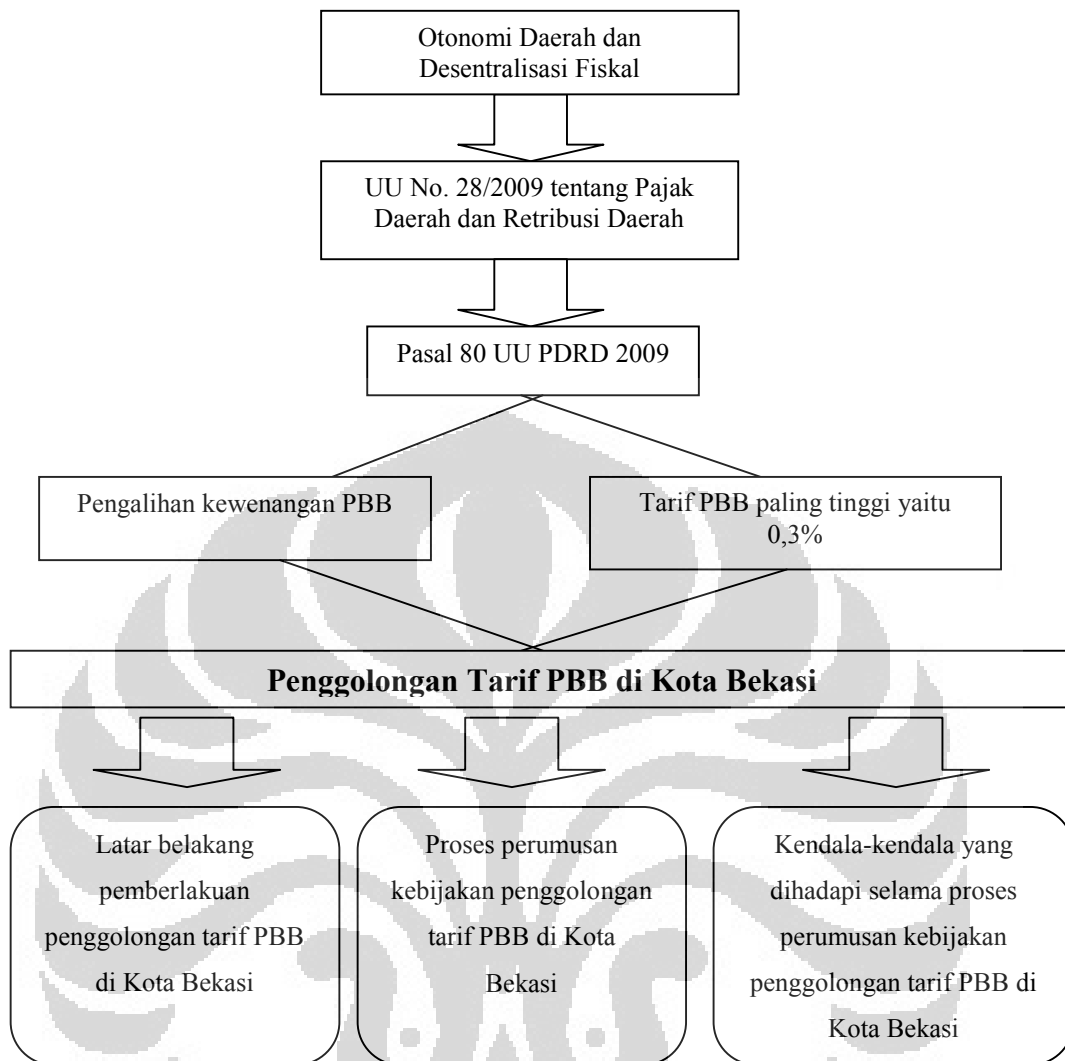 Otonomi Daerah dan
Desentralisasi Fiskal
UU No. 28/2009 tentang Pajak
Daerah dan Retribusi Daerah
Pasal 80 UU PDRD 2009
Pengalihan kewenangan PBB
Tarif PBB paling tinggi yaitu
0,3%
Penggolongan Tarif PBB di Kota Bekasi
Latar belakang
pemberlakuan
penggolongan tarif PBB
di Kota Bekasi
Proses perumusan
kebijakan penggolongan
tarif PBB di Kota
Bekasi
Kendala-kendala yang
dihadapi selama proses
perumusan kebijakan
penggolongan tarif PBB di
Kota Bekasi